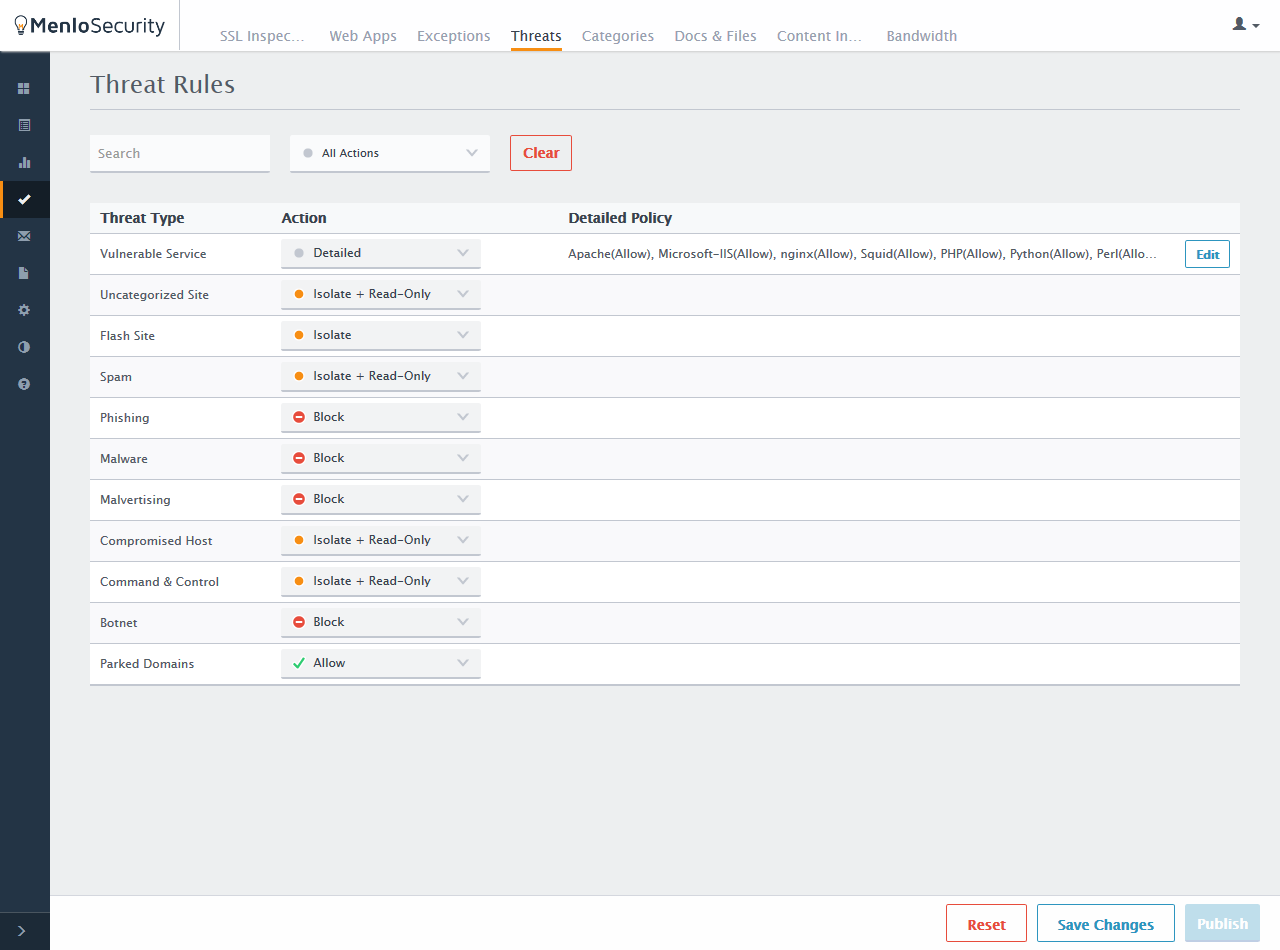 MenloSecurity
SSL Inspec... Web Apps Exceptions Threats Categories Docs & Files Content In... Bandwidth
Threat Rules
Search All Actions Clear
Threat Type Action Detailed Policy
Vulnerable Service Detailed Apache(Allow), Microsoft-IIS(Allow), nginx(Allow), Squid(Allow), PHP(Allow), Python(Allow), Perl(Allo... Edit
Uncategorized Site Isolate + Read-Only
Flash Site Isolate
Spam Isolate + Read-Only
Phishing Block
Malware Block
Malvertising Block
Compromised Host Isolate + Read-Only
Command & Control Isolate + Read-Only
Botnet Block
Parked Domains Allow
Reset Save Changes Publish